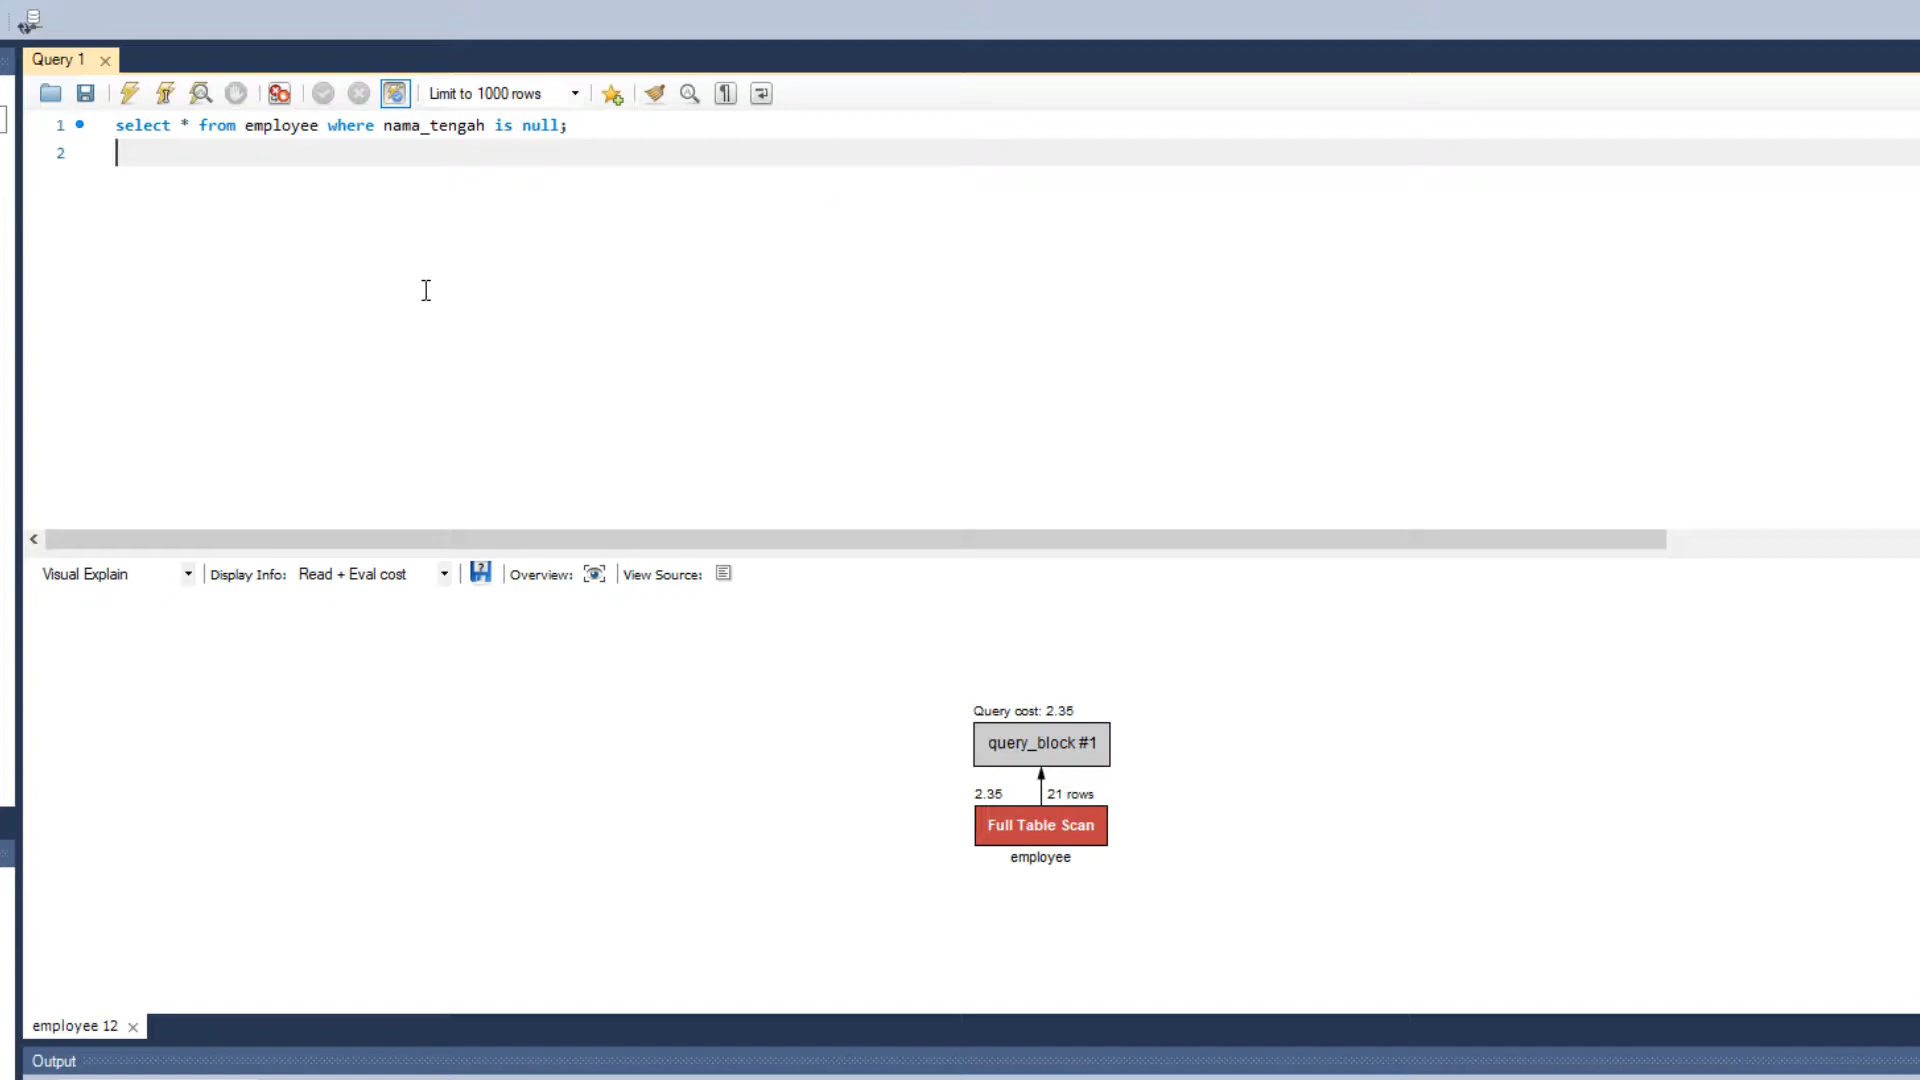 Query 1
Limit to 1000 rows
1 select * from employee where nama_tengah is null;
2
Visual Explain Display Info: Read + Eval cost Overview: View Source:
Query cost: 2.35
query_block #1
2.35 21 rows
Full Table Scan
employee
employee 12
Output